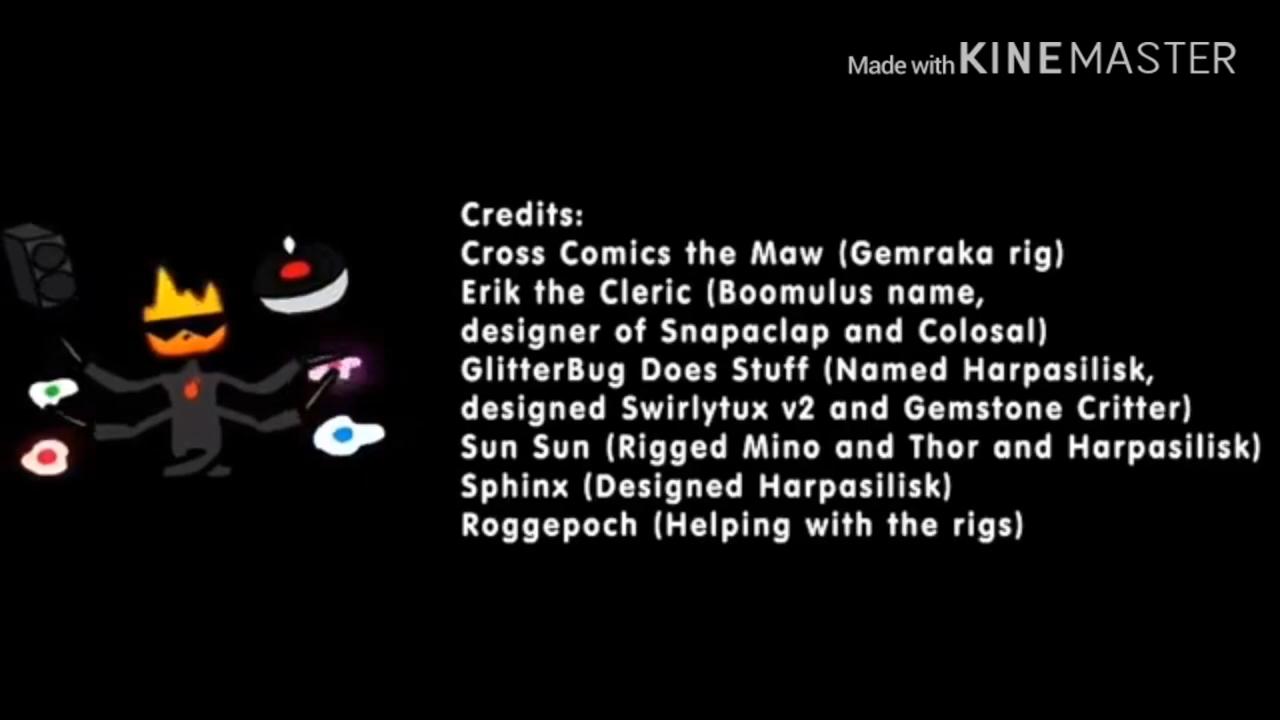 Made with KINEMASTER
Credits:
Cross Comics the Maw (Gemraka rig)
Erik the Cleric (Boomulus name,
designer of Snapaclap and Colosal)
GlitterBug Does Stuff (Named Harpasilisk,
designed Swirlytux v2 and Gemstone Critter)
Sun Sun (Rigged Mino and Thor and Harpasilisk)
Sphinx (Designed Harpasilisk)
Roggepoch (Helping with the rigs)